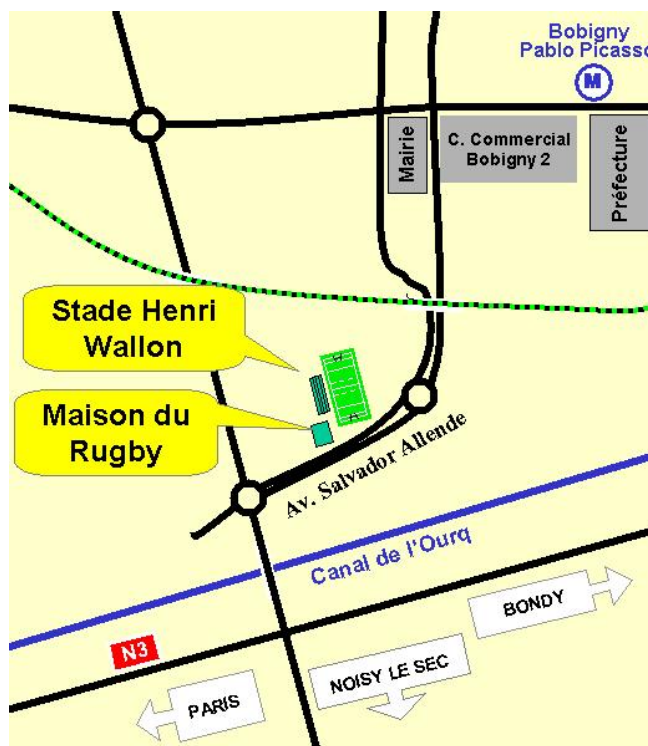 Bobigny
Pablo Picasso
M
Mairie
C. Commercial
Bobigny 2
Préfecture
Stade Henri
Wallon
Maison du
Rugby
Av. Salvador Allende
Canal de l'Ourq
N3
BONDY
NOISY LE SEC
PARIS